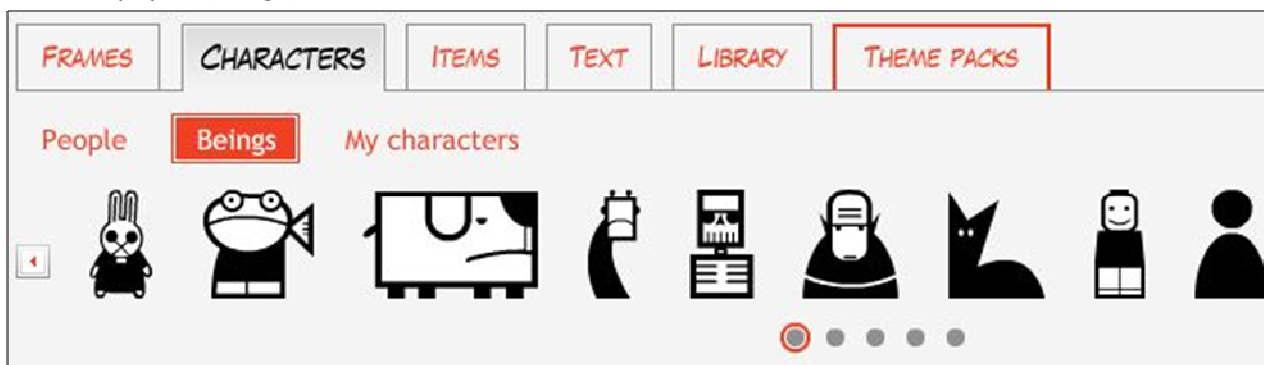 FRAMES CHARACTERS ITEMS TEXT LIBRARY THEME PACKS
People Beings My characters